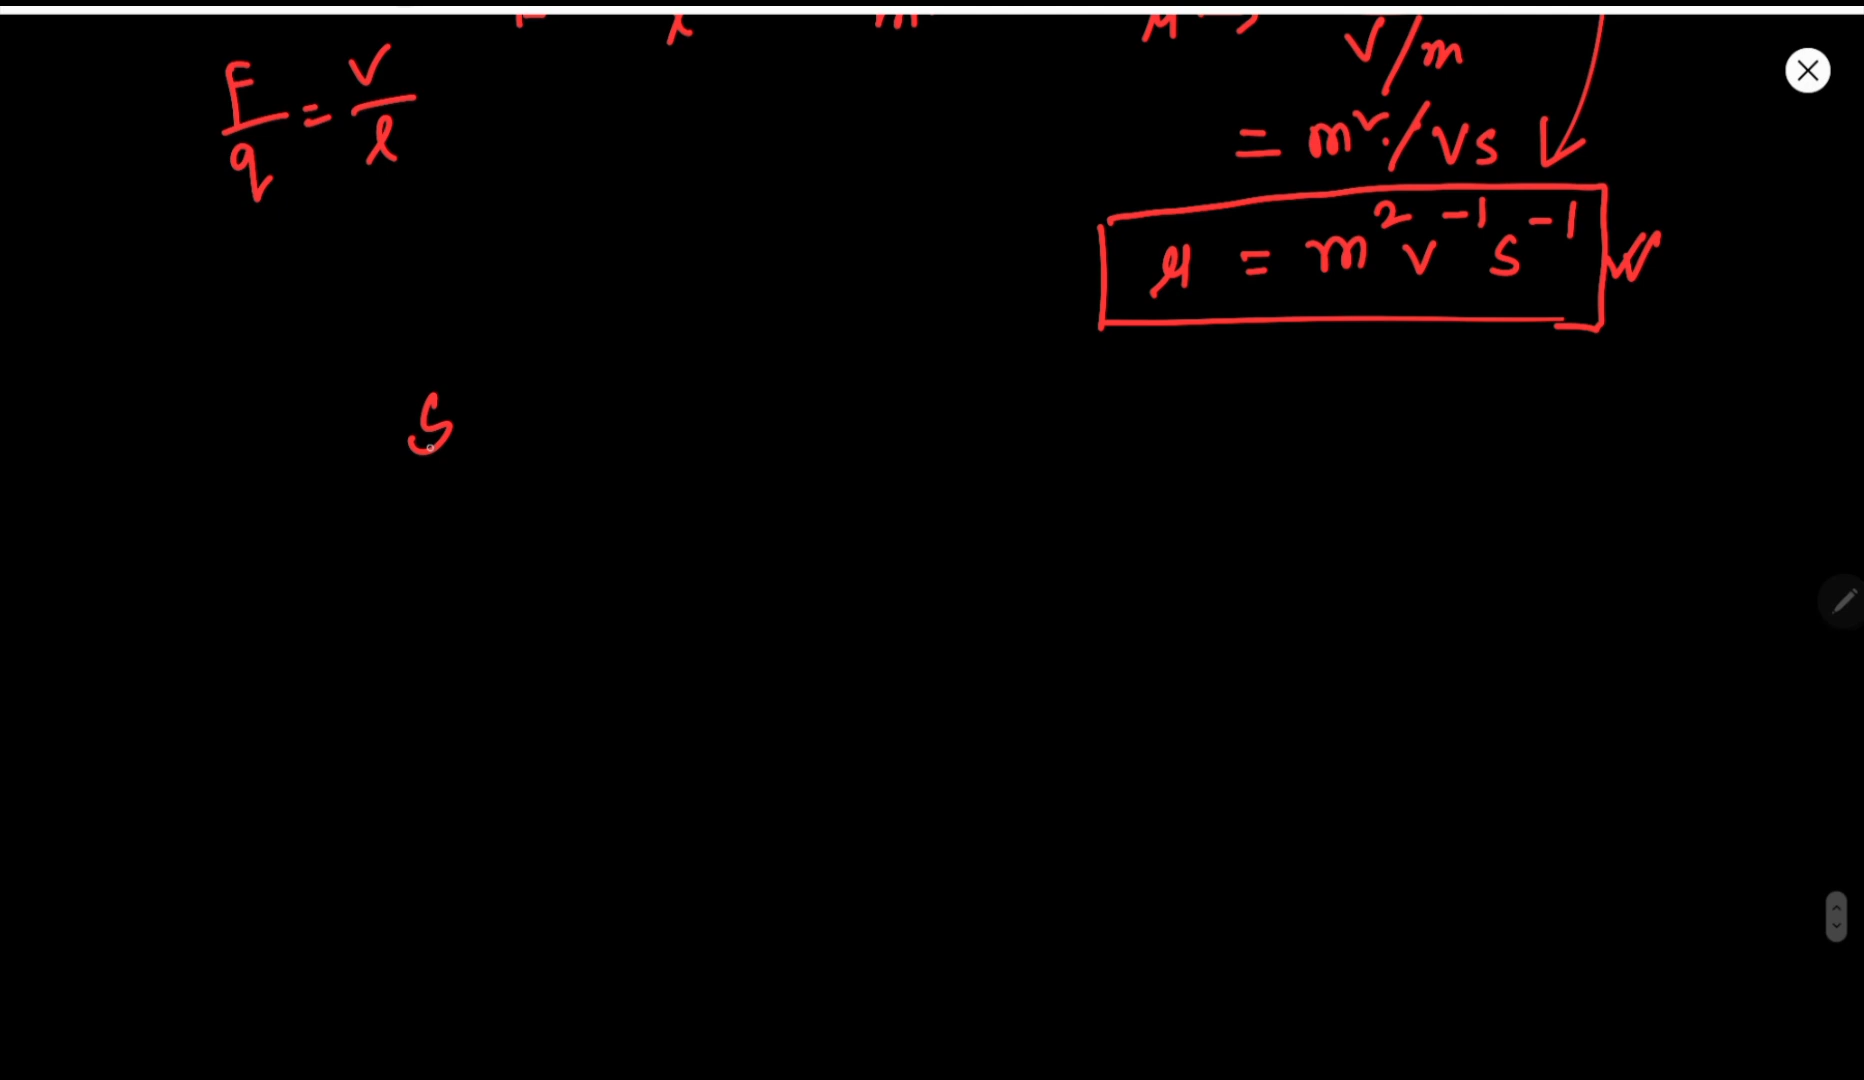 F/q = V/l
V/m
= m²/Vs
μ = m² V⁻¹ s⁻¹
S